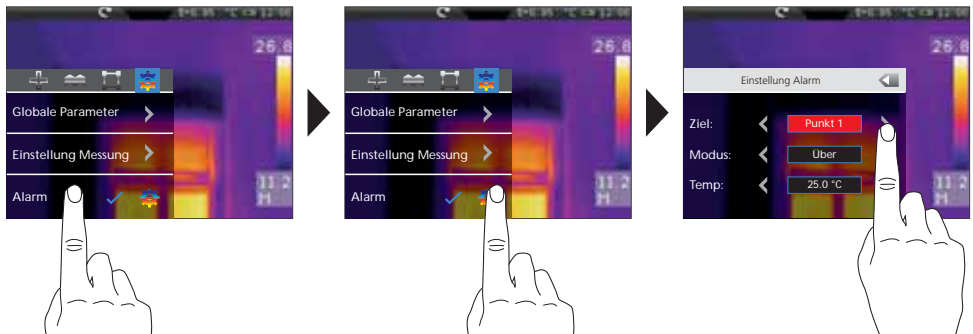 26.8
Globale Parameter
Einstellung Messung
Alarm
11.2
M
26.8
Globale Parameter
Einstellung Messung
Alarm
11.2
M
26.8
Einstellung Alarm
Ziel: Punkt 1
Modus: Über
Temp: 25.0 °C
11.2
M